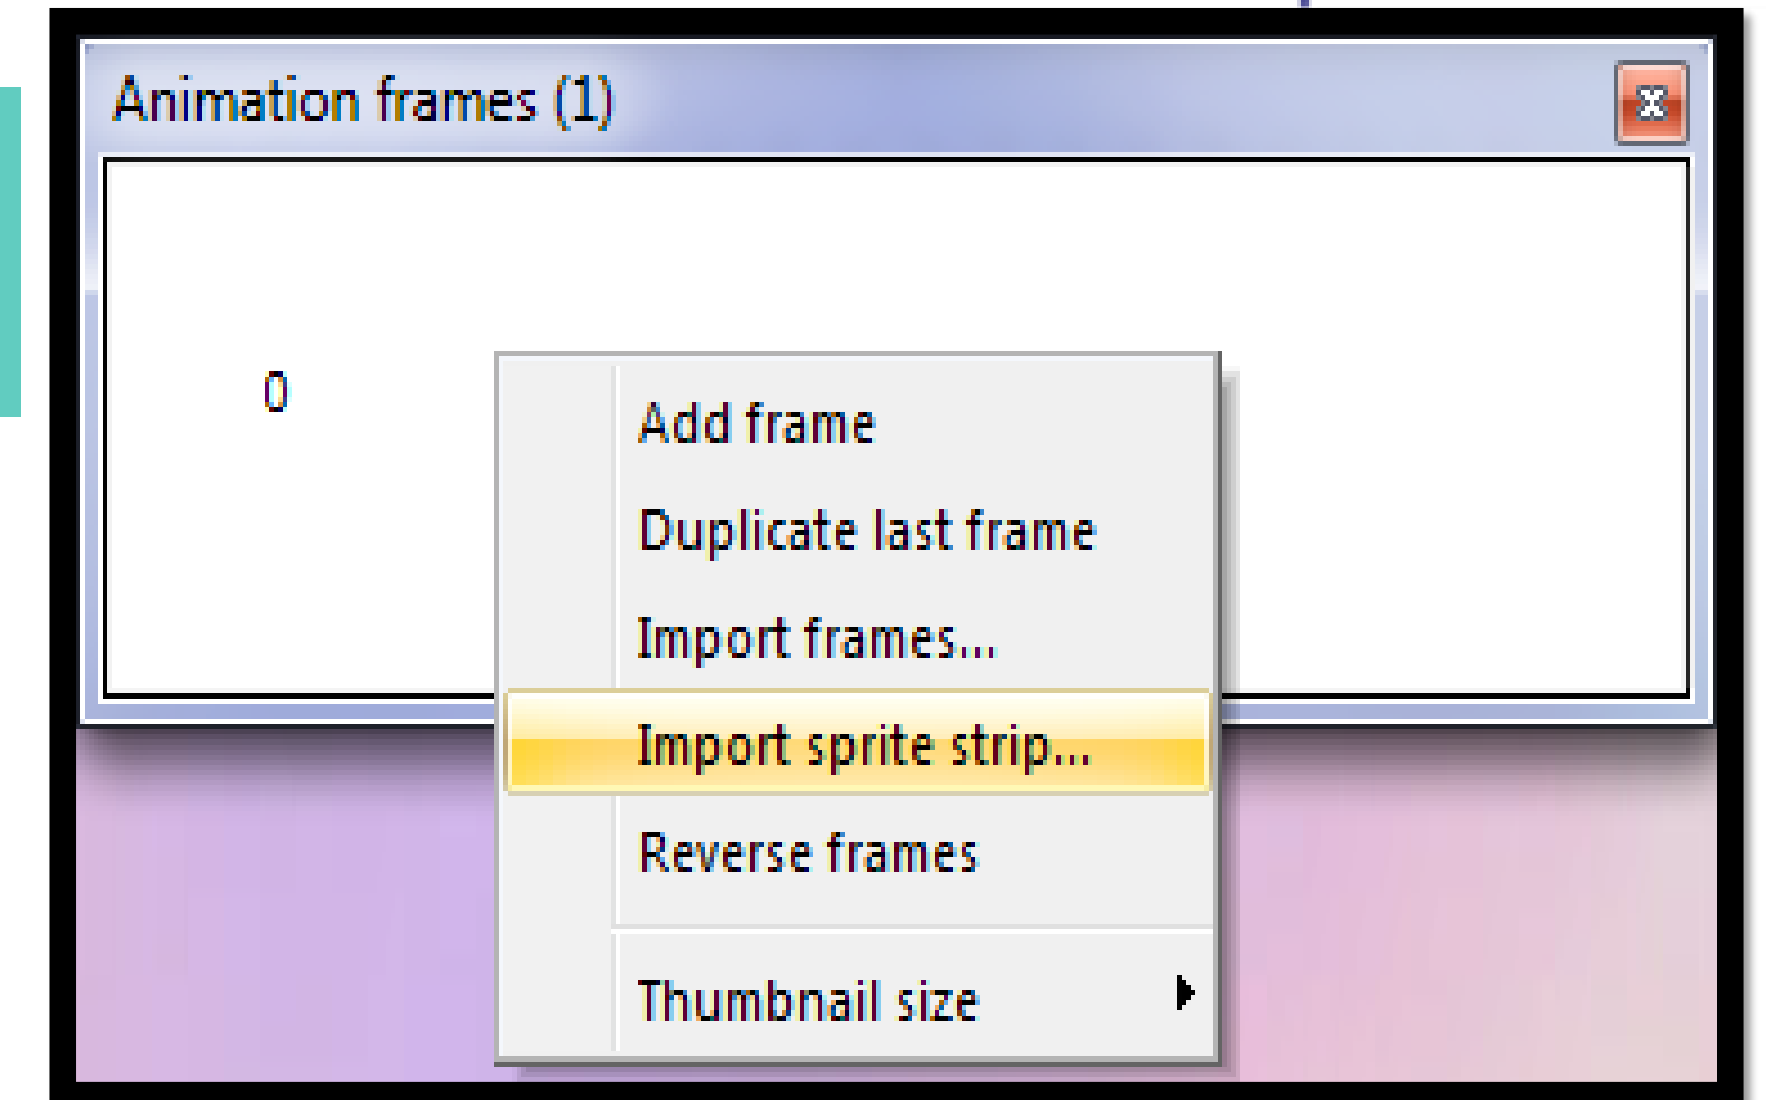 Animation frames (1)
0
Add frame
Duplicate last frame
Import frames...
Import sprite strip...
Reverse frames
Thumbnail size